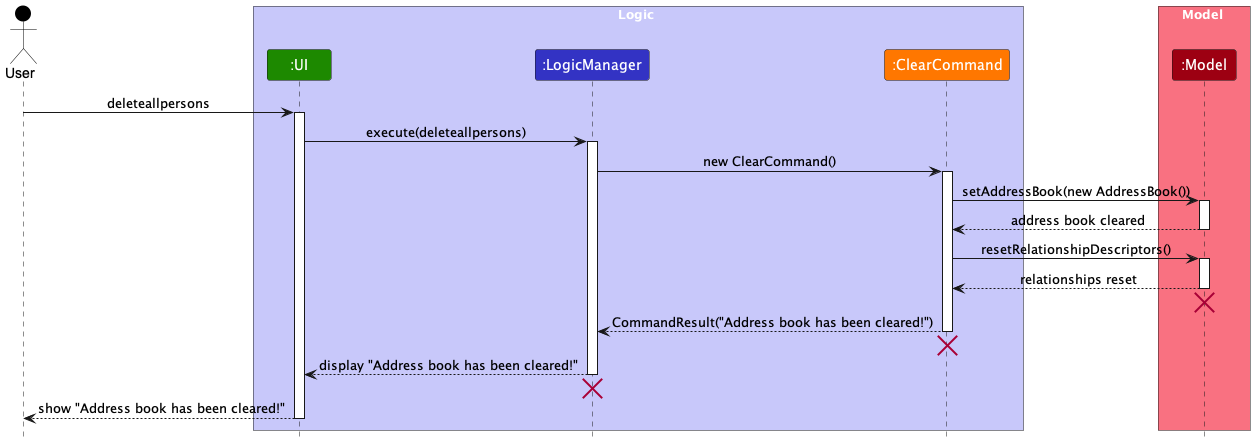 Logic
Model
User
:UI
:LogicManager
:ClearCommand
:Model
deleteallpersons
execute(deleteallpersons)
new ClearCommand()
setAddressBook(new AddressBook())
address book cleared
resetRelationshipDescriptors()
relationships reset
CommandResult("Address book has been cleared!")
display "Address book has been cleared!"
show "Address book has been cleared!"